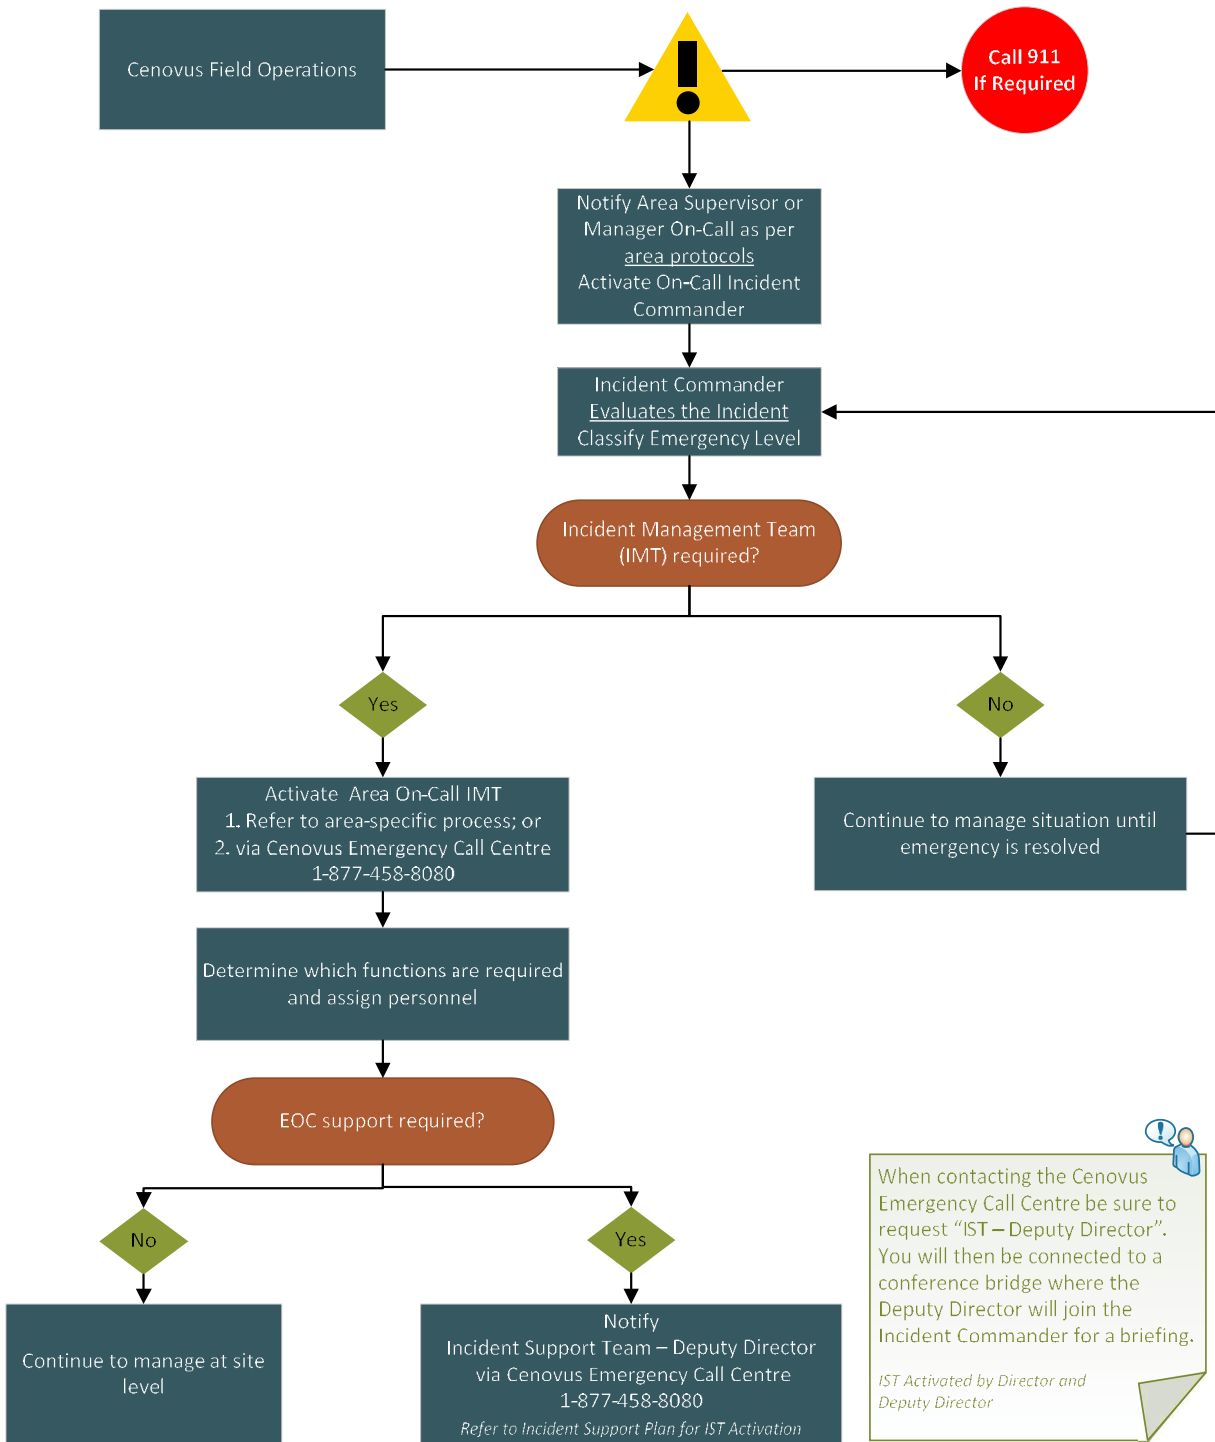 Cenovus Field Operations
Call 911
If Required
Notify Area Supervisor or
Manager On-Call as per
area protocols
Activate On-Call Incident
Commander
Incident Commander
Evaluates the Incident
Classify Emergency Level
Incident Management Team
(IMT) required?
Yes
No
Activate Area On-Call IMT
1. Refer to area-specific process; or
2. via Cenovus Emergency Call Centre
1-877-458-8080
Continue to manage situation until
emergency is resolved
Determine which functions are required
and assign personnel
EOC support required?
No
Yes
Continue to manage at site
level
Notify
Incident Support Team – Deputy Director
via Cenovus Emergency Call Centre
1-877-458-8080
Refer to Incident Support Plan for IST Activation
When contacting the Cenovus
Emergency Call Centre be sure to
request “IST – Deputy Director”.
You will then be connected to a
conference bridge where the
Deputy Director will join the
Incident Commander for a briefing.
IST Activated by Director and
Deputy Director